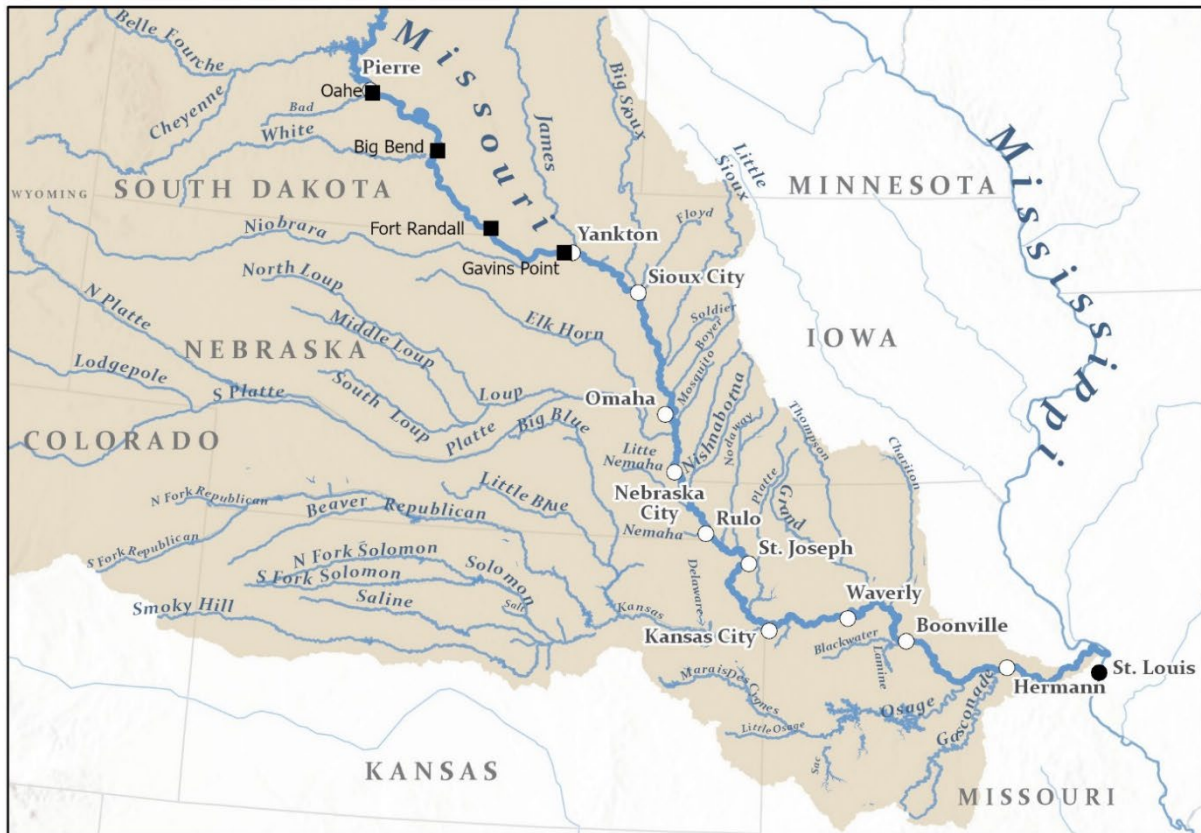 Belle Fourche
Missouri
Pierre
Oahe
Big Sioux
Cheyenne
Bad
James
White
Big Bend
Little
Sioux
Mississippi
WYOMING
SOUTH DAKOTA
MINNESOTA
Floyd
Fort Randall
Niobrara
Yankton
Gavins Point
North Loup
Sioux City
N Platte
Elk Horn
Soldier
Middle Loup
Boyer
IOWA
NEBRASKA
Mosquito
Lodgepole
S Platte
South Loup
Loup
Omaha
Nishnabotna
Big Blue
Platte
Nodaway
Thompson
COLORADO
Litte
Nemaha
Chariton
Platte
Little Blue
Nebraska
City
Grand
N Fork Republican
Beaver
Republican
Rulo
Nemaha
S Fork Republican
N Fork Solomon
St. Joseph
S Fork Solomon
Solomon
Delaware
Saline
Salt
Smoky Hill
Kansas
Waverly
Kansas City
Boonville
Blackwater
Lamine
St. Louis
Marais Des Cygnes
Hermann
Osage
Gasconade
Little Osage
Sac
KANSAS
MISSOURI